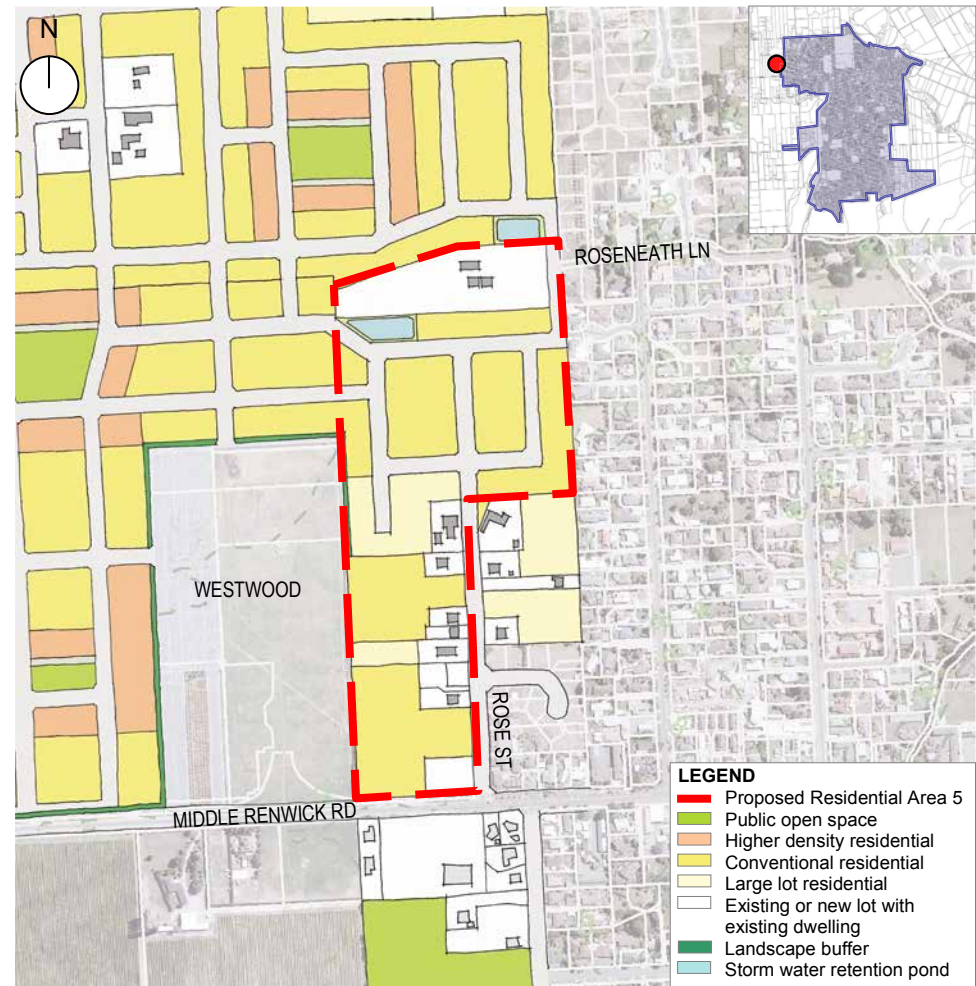 N
ROSENEATH LN
WESTWOOD
ROSE ST
MIDDLE RENWICK RD
LEGEND
Proposed Residential Area 5
Public open space
Higher density residential
Conventional residential
Large lot residential
Existing or new lot with
existing dwelling
Landscape buffer
Storm water retention pond